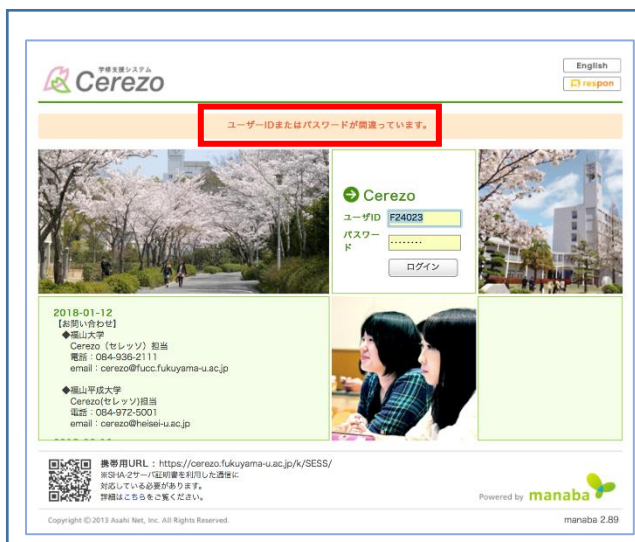 学修支援システム
Cerezo
English
respon
ユーザーIDまたはパスワードが間違っています。
Cerezo
ユーザID F24023
パスワード ........
ログイン
2018-01-12
【お問い合わせ】
◆福山大学
Cerezo（セレッソ）担当
電話：084-936-2111
email：cerezo@fucc.fukuyama-u.ac.jp
◆福山平成大学
Cerezo(セレッソ)担当
電話：084-972-5001
email：cerezo@heisei-u.ac.jp
携帯用URL：https://cerezo.fukuyama-u.ac.jp/k/SESS/
※SHA-2サーバ証明書を利用した通信に
対応している必要があります。
詳細はこちらをご覧ください。
Powered by manaba
Copyright © 2013 Asahi Net, Inc. All Rights Reserved.
manaba 2.89